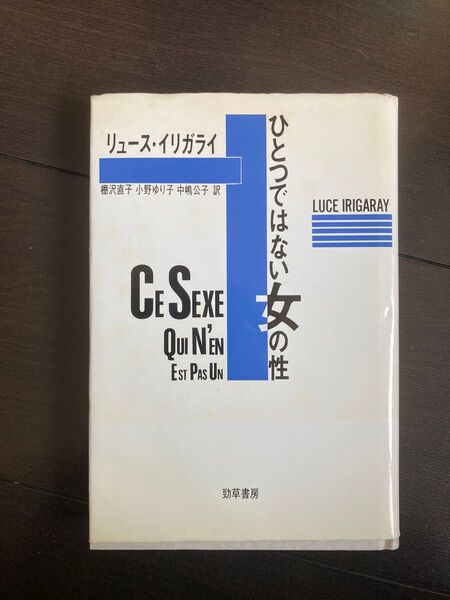 リュース・イリガライ
棚沢直子 小野ゆり子 中嶋公子 訳
ひとつではない女の性
LUCE IRIGARAY
CE SEXE
QUI N'EN
EST PAS UN
勁草書房